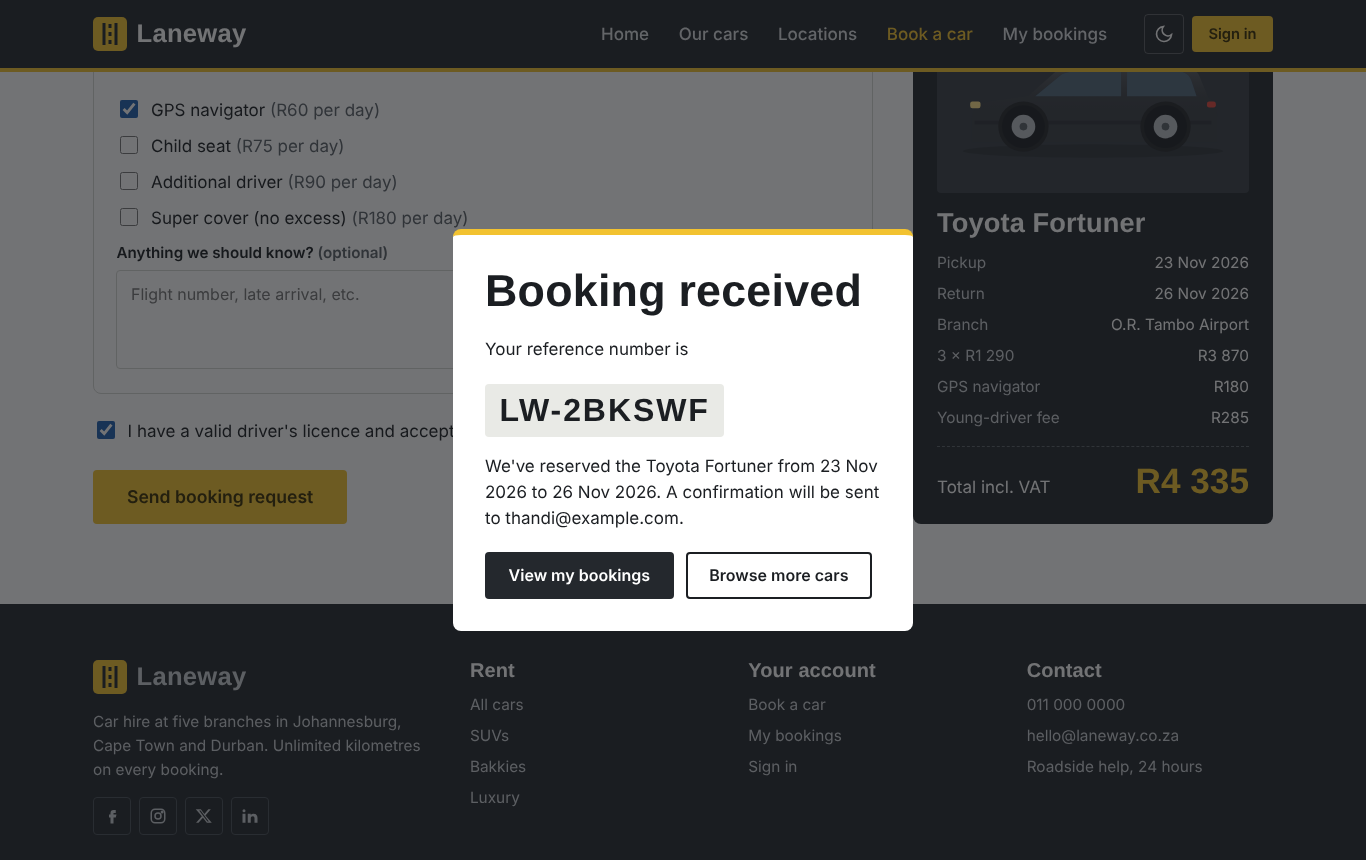 Laneway
Home
Our cars
Locations
Book a car
My bookings
Sign in
GPS navigator (R60 per day)
Child seat (R75 per day)
Additional driver (R90 per day)
Super cover (no excess) (R180 per day)
Anything we should know? (optional)
Flight number, late arrival, etc.
I have a valid driver's licence and accept
Send booking request
Toyota Fortuner
Pickup 23 Nov 2026
Return 26 Nov 2026
Branch O.R. Tambo Airport
3 × R1 290 R3 870
GPS navigator R180
Young-driver fee R285
Total incl. VAT R4 335
Booking received
Your reference number is
LW-2BKSWF
We've reserved the Toyota Fortuner from 23 Nov
2026 to 26 Nov 2026. A confirmation will be sent
to thandi@example.com.
View my bookings
Browse more cars
Laneway
Car hire at five branches in Johannesburg,
Cape Town and Durban. Unlimited kilometres
on every booking.
Rent
All cars
SUVs
Bakkies
Luxury
Your account
Book a car
My bookings
Sign in
Contact
011 000 0000
hello@laneway.co.za
Roadside help, 24 hours